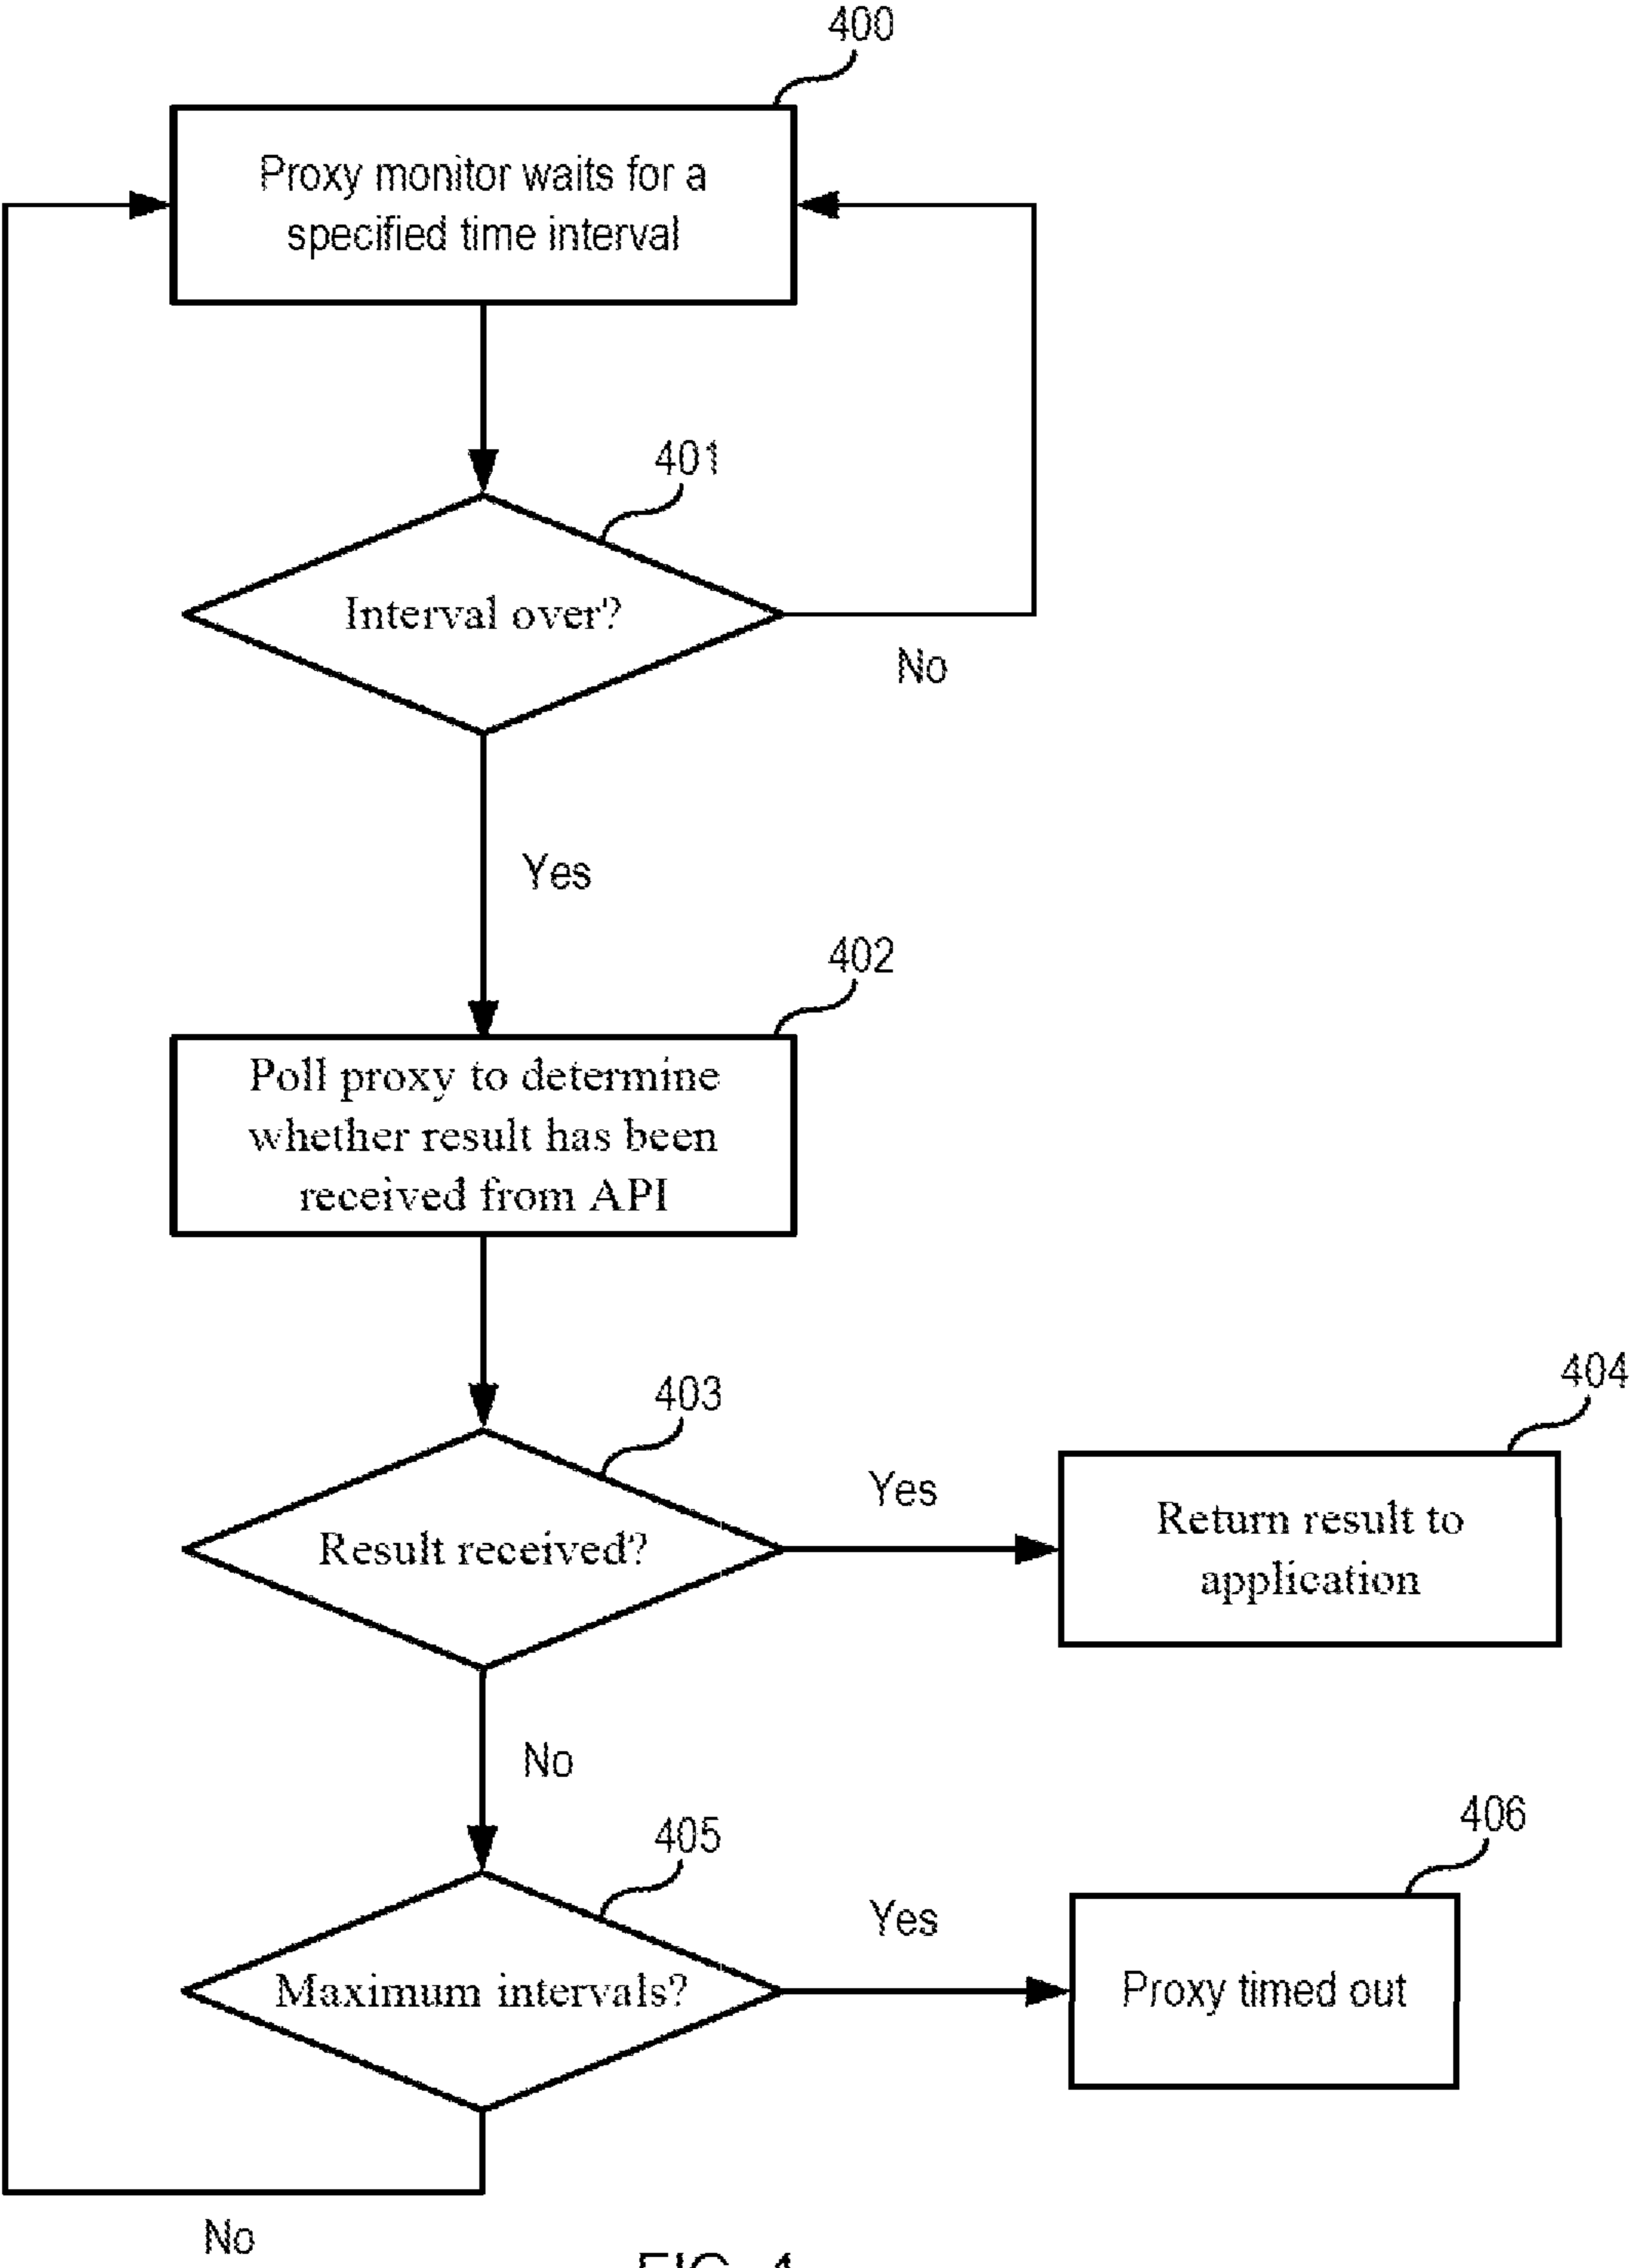 400
Proxy monitor waits for a
specified time interval
401
Interval over?
No
Yes
402
Poll proxy to determine
whether result has been
received from API
403
Result received?
Yes
404
Return result to
application
No
405
Maximum intervals?
Yes
406
Proxy timed out
No
FIG. 4